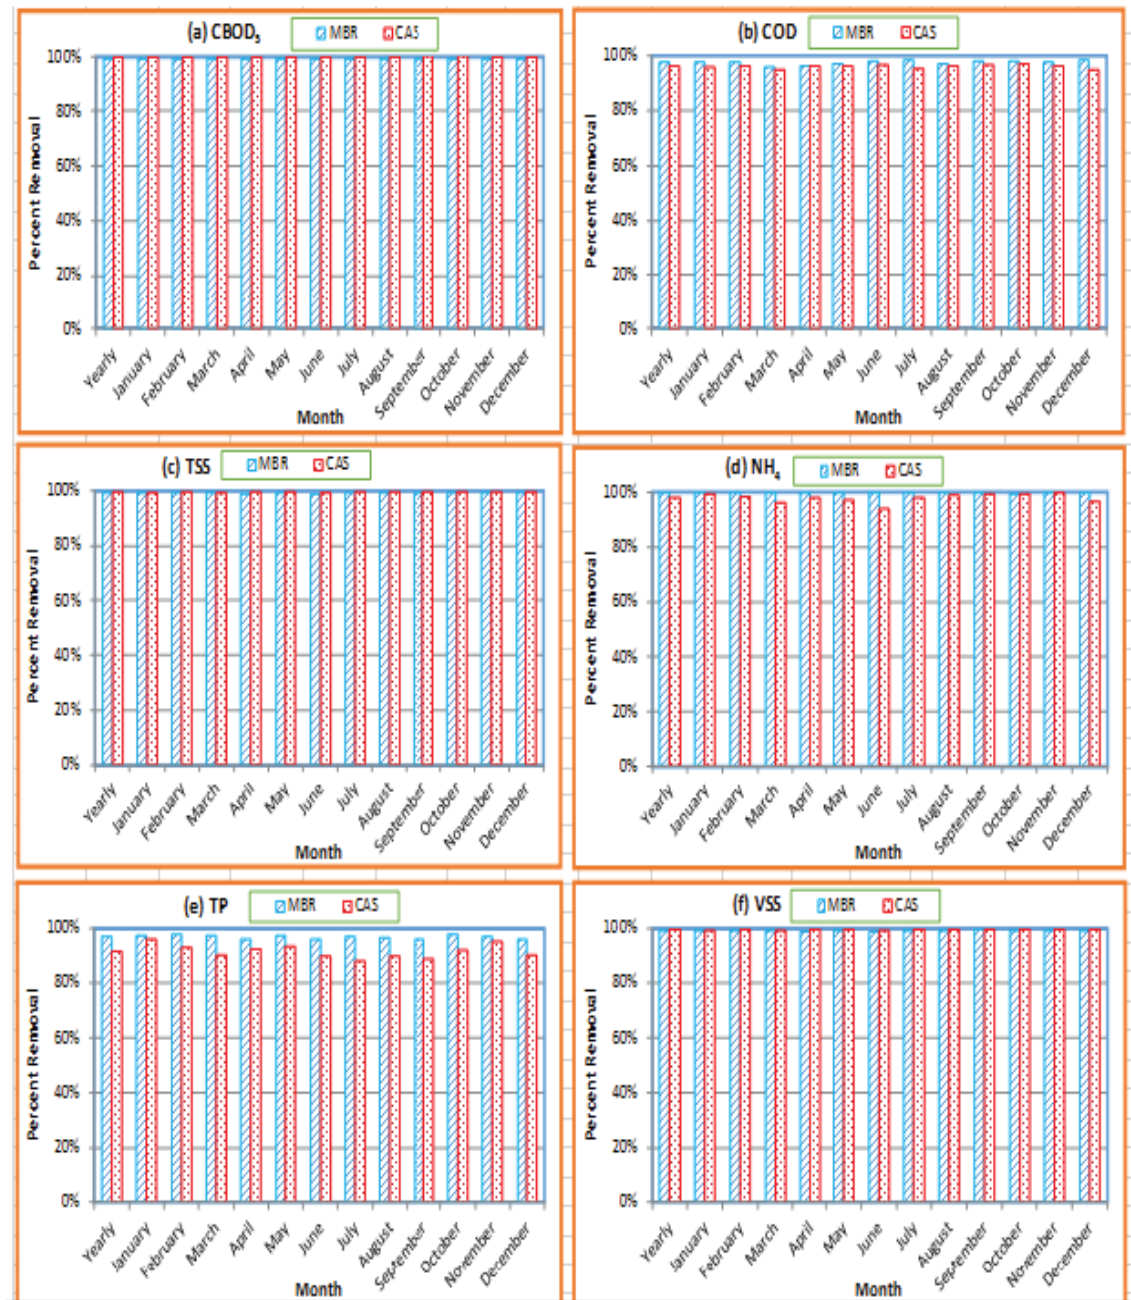 (a) CBOD₅ MBR CAS
100%
80%
60%
40%
20%
0%
Percent Removal
Yearly
January
February
March
April
May
June
July
August
September
October
November
December
Month
(b) COD MBR CAS
100%
80%
60%
40%
20%
0%
Percent Removal
Yearly
January
February
March
April
May
June
July
August
September
October
November
December
Month
(c) TSS MBR CAS
100%
80%
60%
40%
20%
0%
Percent Removal
Yearly
January
February
March
April
May
June
July
August
September
October
November
December
Month
(d) NH₄ MBR CAS
100%
80%
60%
40%
20%
0%
Percent Removal
Yearly
January
February
March
April
May
June
July
August
September
October
November
December
Month
(e) TP MBR CAS
100%
80%
60%
40%
20%
0%
Percent Removal
Yearly
January
February
March
April
May
June
July
August
September
October
November
December
Month
(f) VSS MBR CAS
100%
80%
60%
40%
20%
0%
Percent Removal
Yearly
January
February
March
April
May
June
July
August
September
October
November
December
Month